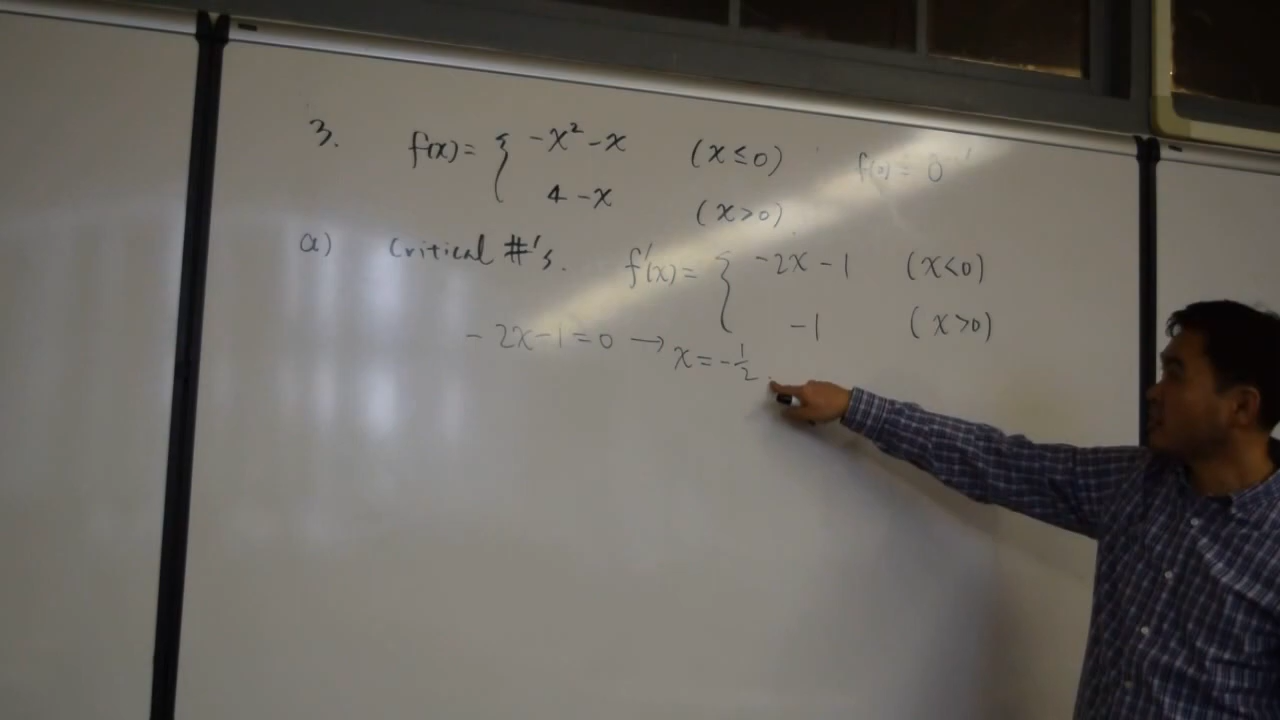 3. f(x) = { -x² - x (x ≤ 0) f(0) = 0
4 - x (x > 0)
a) Critical #'s. f'(x) = { -2x - 1 (x < 0)
-1 (x > 0)
-2x - 1 = 0 → x = -1/2